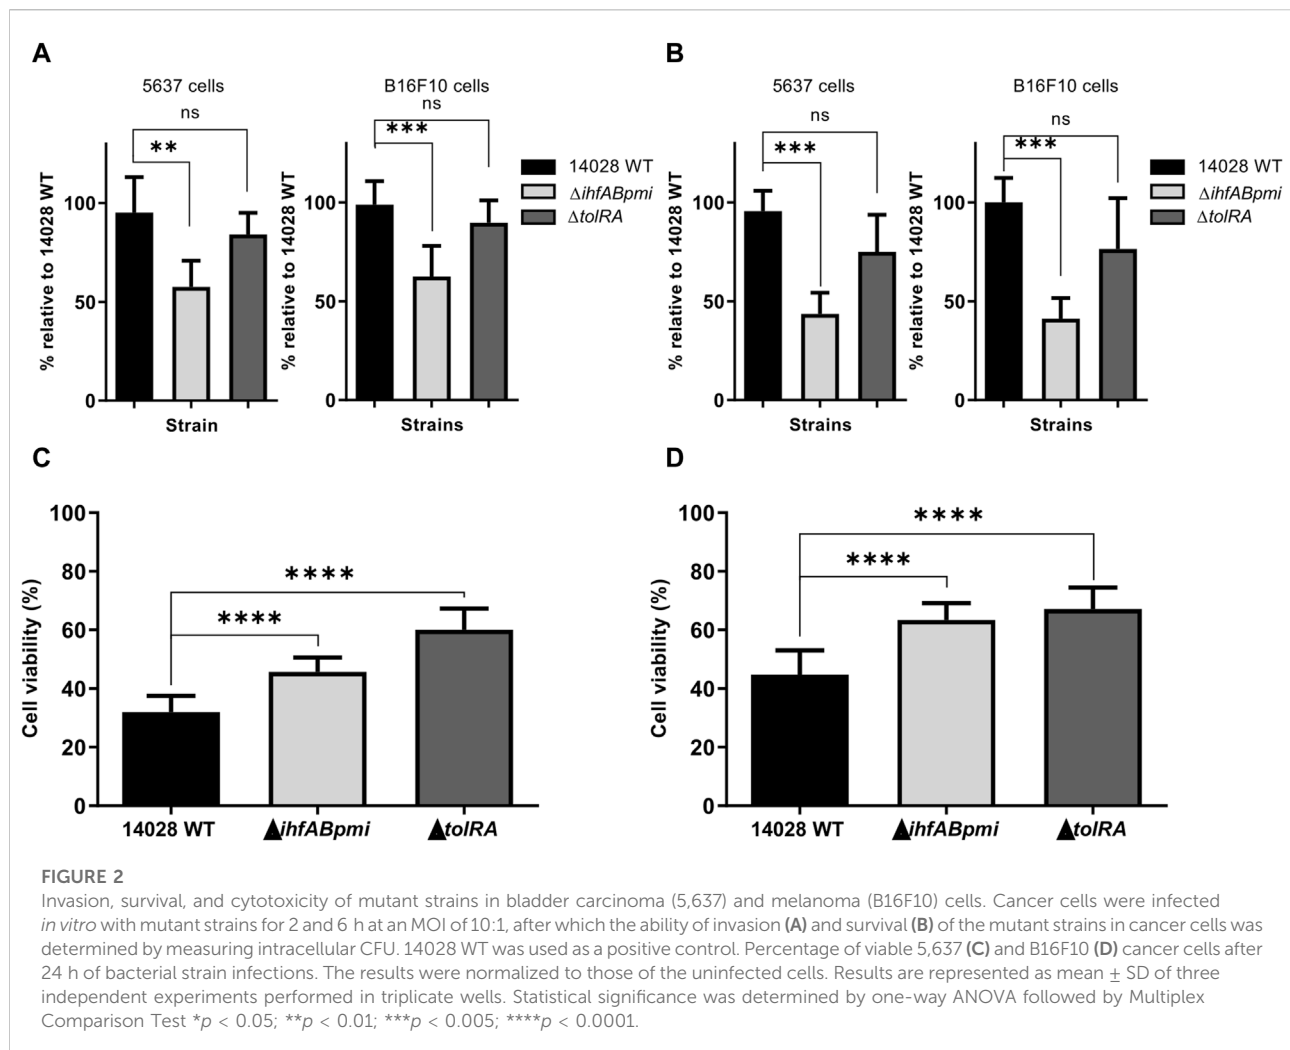 A
B
5637 cells
ns
**
% relative to 14028 WT
100
50
0
Strain
B16F10 cells
ns
***
% relative to 14028 WT
100
50
0
Strains
14028 WT
ΔihfABpmi
ΔtolRA
5637 cells
ns
***
% relative to 14028 WT
100
50
0
Strains
B16F10 cells
ns
***
% relative to 14028 WT
100
50
0
Strains
14028 WT
ΔihfABpmi
ΔtolRA
C
Cell viability (%)
100
80
60
40
20
0
****
****
14028 WT
ΔihfABpmi
ΔtolRA
D
Cell viability (%)
100
80
60
40
20
0
****
****
14028 WT
ΔihfABpmi
ΔtolRA
FIGURE 2
Invasion, survival, and cytotoxicity of mutant strains in bladder carcinoma (5,637) and melanoma (B16F10) cells. Cancer cells were infected
in vitro with mutant strains for 2 and 6 h at an MOI of 10:1, after which the ability of invasion (A) and survival (B) of the mutant strains in cancer cells was
determined by measuring intracellular CFU. 14028 WT was used as a positive control. Percentage of viable 5,637 (C) and B16F10 (D) cancer cells after
24 h of bacterial strain infections. The results were normalized to those of the uninfected cells. Results are represented as mean ± SD of three
independent experiments performed in triplicate wells. Statistical significance was determined by one-way ANOVA followed by Multiplex
Comparison Test *p < 0.05; **p < 0.01; ***p < 0.005; ****p < 0.0001.